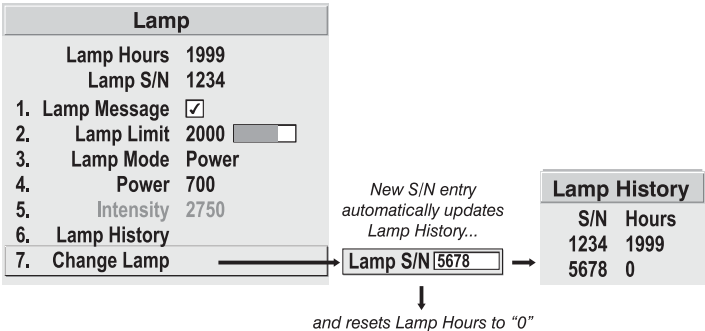 Lamp
Lamp Hours 1999
Lamp S/N 1234
1. Lamp Message ✓
2. Lamp Limit 2000
3. Lamp Mode Power
4. Power 700
5. Intensity 2750
6. Lamp History
7. Change Lamp
New S/N entry
automatically updates
Lamp History...
Lamp S/N 5678
and resets Lamp Hours to “0”
Lamp History
S/N Hours
1234 1999
5678 0